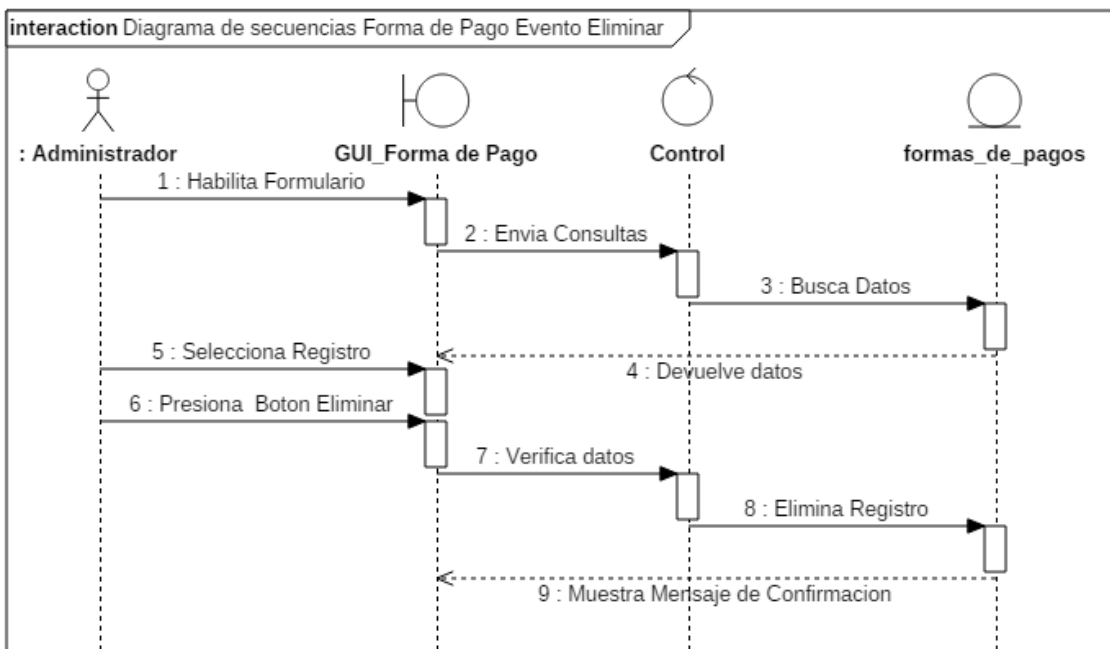 interaction Diagrama de secuencias Forma de Pago Evento Eliminar
: Administrador
GUI_Forma de Pago
Control
formas_de_pagos
1 : Habilita Formulario
2 : Envia Consultas
3 : Busca Datos
5 : Selecciona Registro
4 : Devuelve datos
6 : Presiona  Boton Eliminar
7 : Verifica datos
8 : Elimina Registro
9 : Muestra Mensaje de Confirmacion